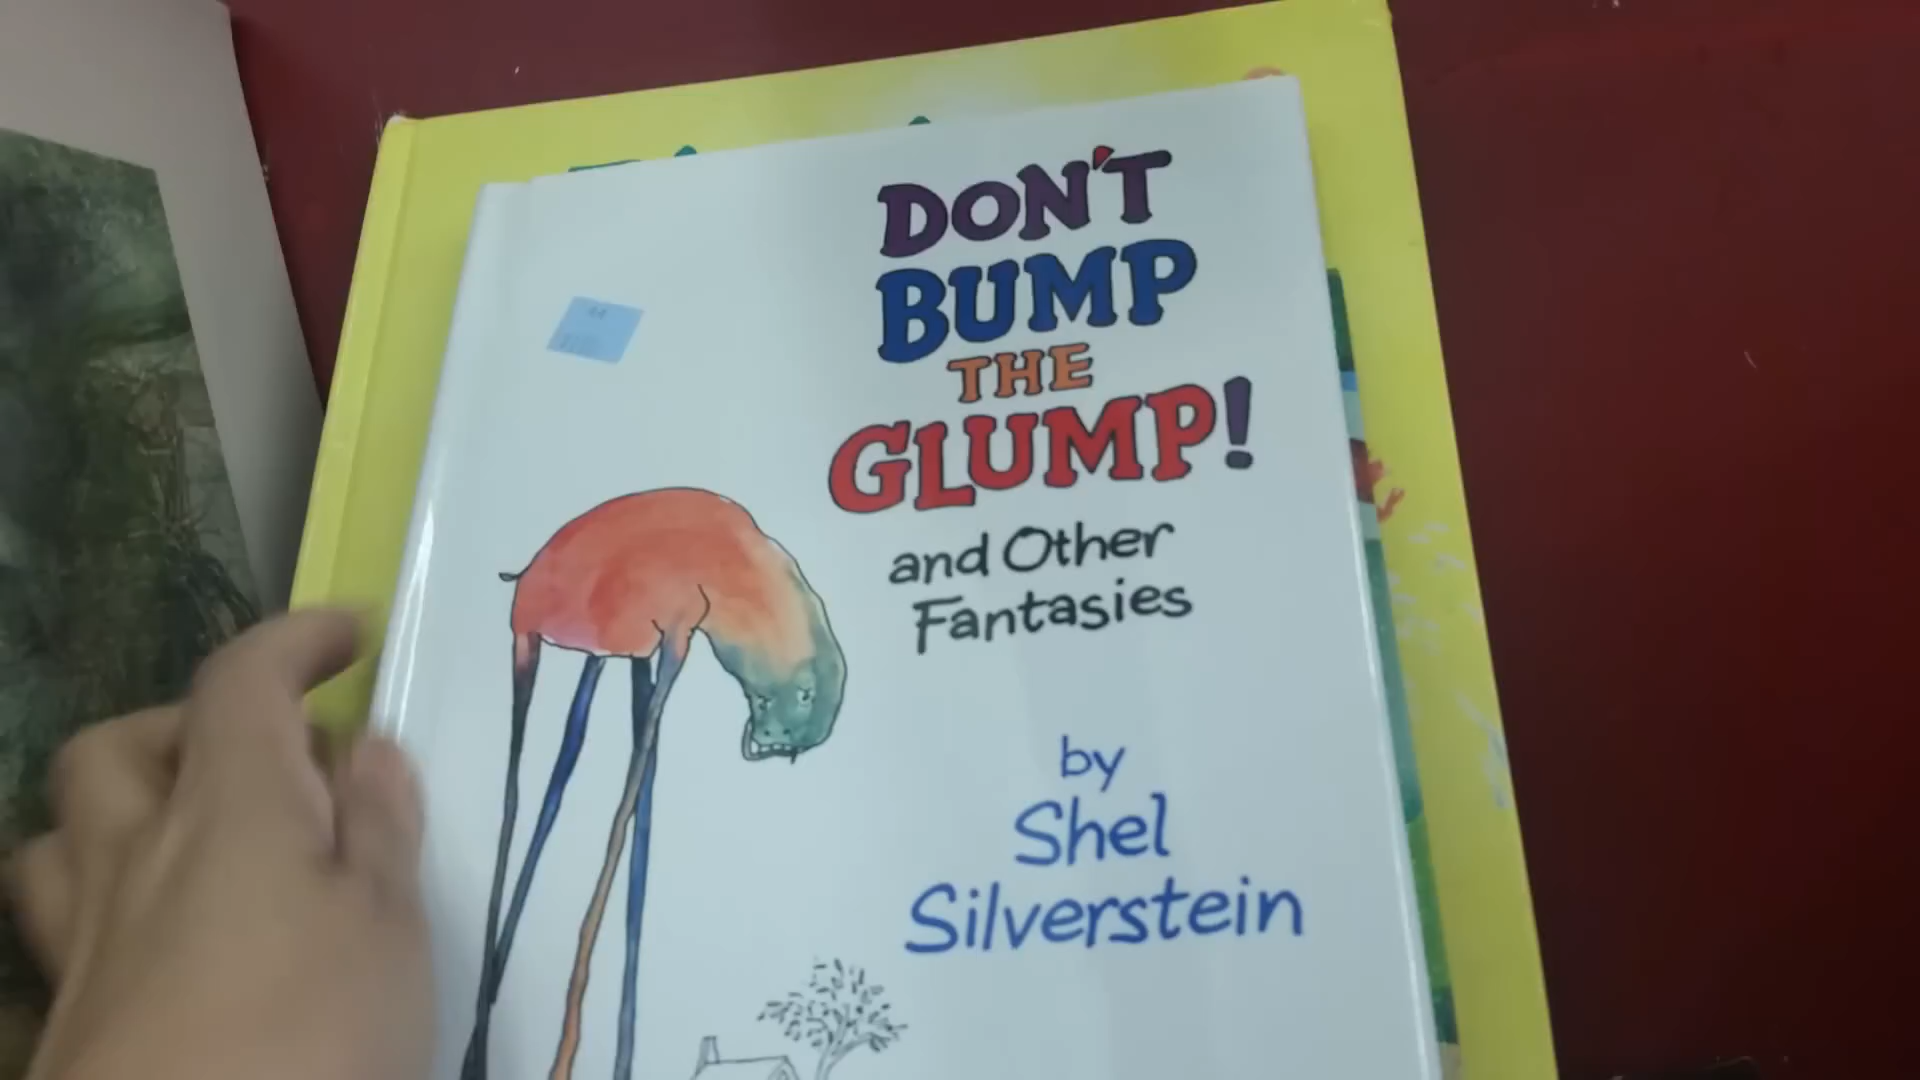 DON'T
BUMP
THE
GLUMP!
and Other
Fantasies
by
Shel
Silverstein